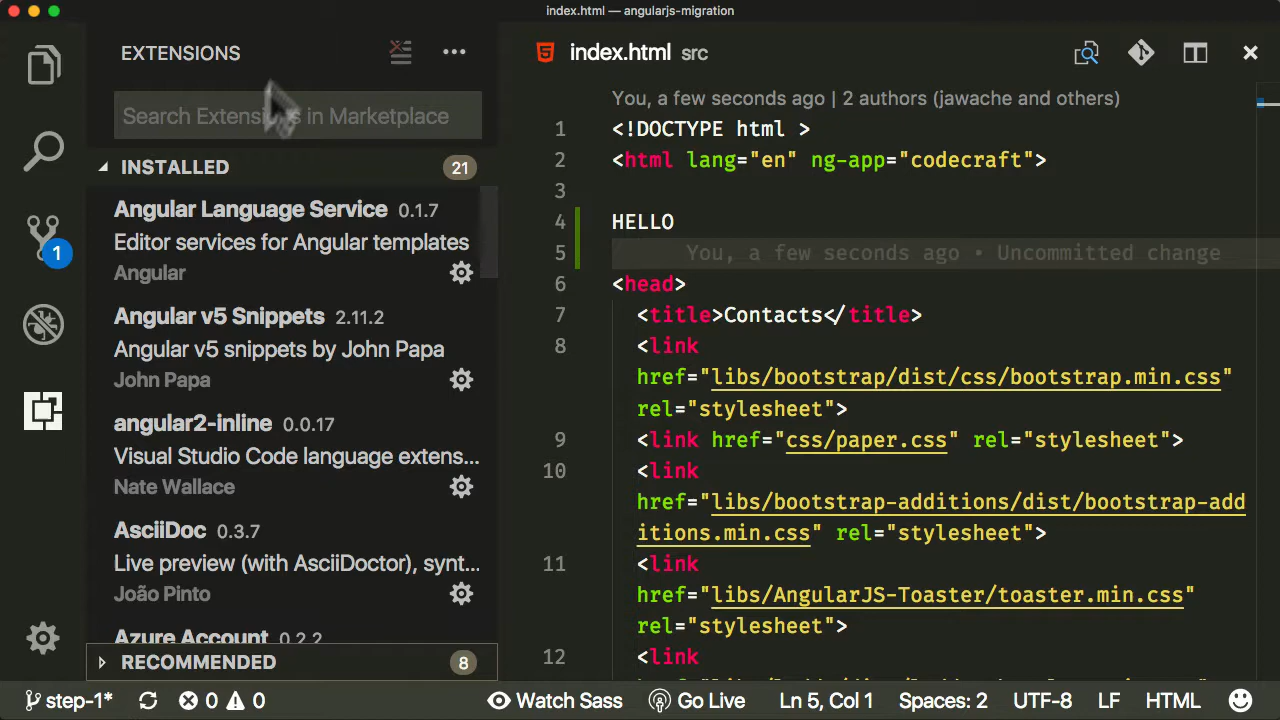 index.html — angularjs-migration
EXTENSIONS
Search Extensions in Marketplace
INSTALLED 21
Angular Language Service 0.1.7
Editor services for Angular templates
Angular
Angular v5 Snippets 2.11.2
Angular v5 snippets by John Papa
John Papa
angular2-inline 0.0.17
Visual Studio Code language extens...
Nate Wallace
AsciiDoc 0.3.7
Live preview (with AsciiDoctor), synt...
João Pinto
Azure Account 0.2.2
RECOMMENDED 8
1
index.html src
You, a few seconds ago | 2 authors (jawache and others)
1 <!DOCTYPE html >
2 <html lang="en" ng-app="codecraft">
3
4 HELLO
5 You, a few seconds ago • Uncommitted change
6 <head>
7 <title>Contacts</title>
8 <link
href="libs/bootstrap/dist/css/bootstrap.min.css"
rel="stylesheet">
9 <link href="css/paper.css" rel="stylesheet">
10 <link
href="libs/bootstrap-additions/dist/bootstrap-add
itions.min.css" rel="stylesheet">
11 <link
href="libs/AngularJS-Toaster/toaster.min.css"
rel="stylesheet">
12 <link
step-1* 0 0 Watch Sass Go Live Ln 5, Col 1 Spaces: 2 UTF-8 LF HTML